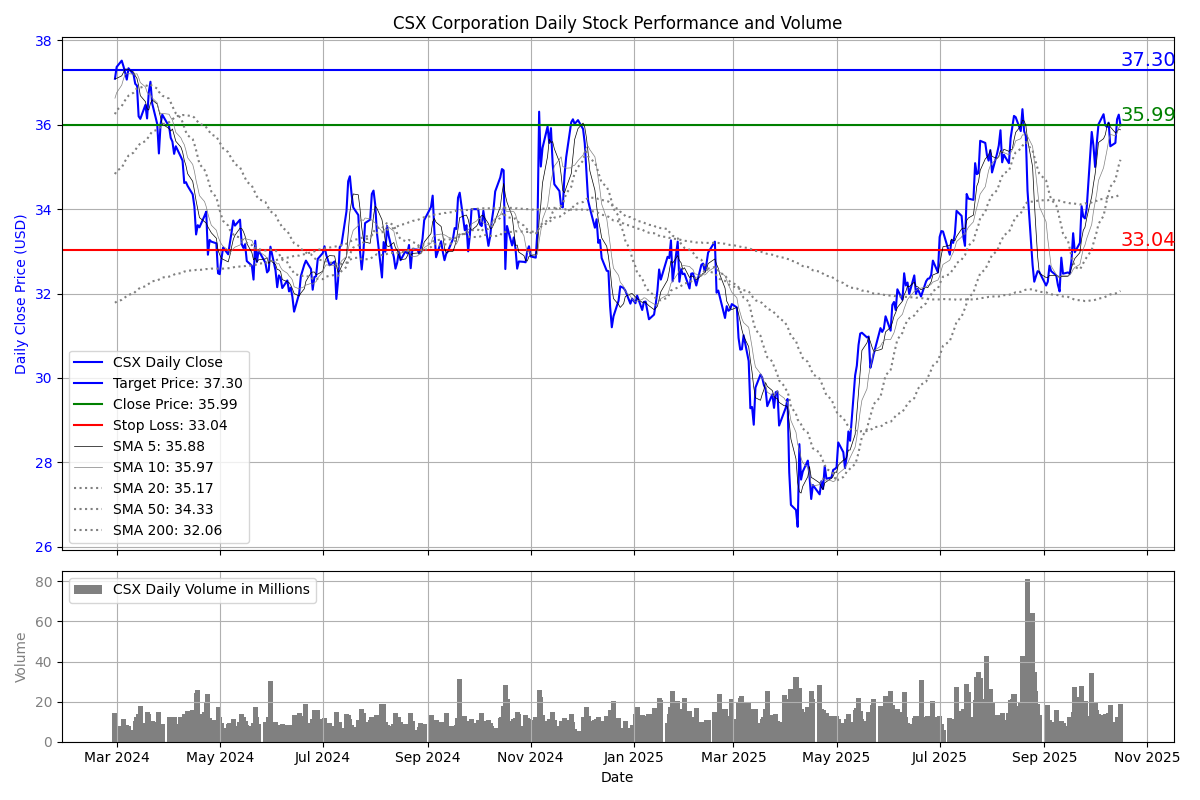 CSX Corporation Daily Stock Performance and Volume
38
37.30
36
35.99
34
33.04
32
30
28
26
Daily Close Price (USD)
CSX Daily Close
Target Price: 37.30
Close Price: 35.99
Stop Loss: 33.04
SMA 5: 35.88
SMA 10: 35.97
SMA 20: 35.17
SMA 50: 34.33
SMA 200: 32.06
80
60
40
20
0
Volume
CSX Daily Volume in Millions
Mar 2024 May 2024 Jul 2024 Sep 2024 Nov 2024 Jan 2025 Mar 2025 May 2025 Jul 2025 Sep 2025 Nov 2025
Date